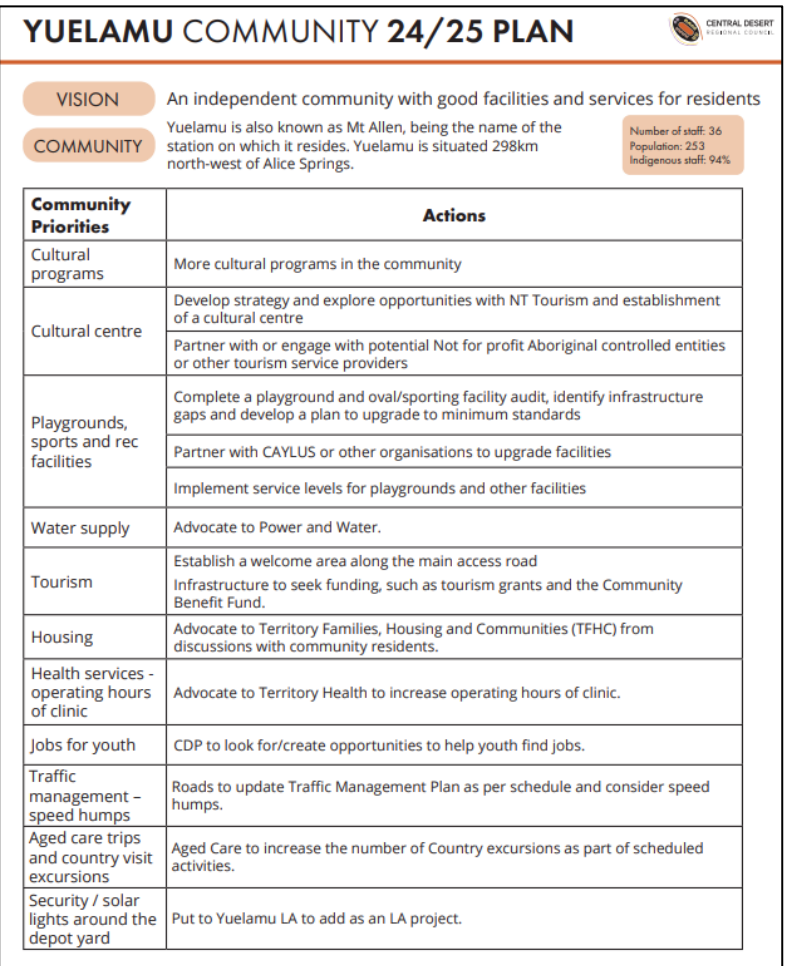 YUELAMU COMMUNITY 24/25 PLAN
CENTRAL DESERT
REGIONAL COUNCIL
VISION
An independent community with good facilities and services for residents
COMMUNITY
Yuelamu is also known as Mt Allen, being the name of the
station on which it resides. Yuelamu is situated 298km
north-west of Alice Springs.
Number of staff: 36
Population: 253
Indigenous staff: 94%
Community
Priorities
Actions
Cultural
programs
More cultural programs in the community
Cultural centre
Develop strategy and explore opportunities with NT Tourism and establishment
of a cultural centre
Partner with or engage with potential Not for profit Aboriginal controlled entities
or other tourism service providers
Playgrounds,
sports and rec
facilities
Complete a playground and oval/sporting facility audit, identify infrastructure
gaps and develop a plan to upgrade to minimum standards
Partner with CAYLUS or other organisations to upgrade facilities
Implement service levels for playgrounds and other facilities
Water supply
Advocate to Power and Water.
Tourism
Establish a welcome area along the main access road
Infrastructure to seek funding, such as tourism grants and the Community
Benefit Fund.
Housing
Advocate to Territory Families, Housing and Communities (TFHC) from
discussions with community residents.
Health services -
operating hours
of clinic
Advocate to Territory Health to increase operating hours of clinic.
Jobs for youth
CDP to look for/create opportunities to help youth find jobs.
Traffic
management –
speed humps
Roads to update Traffic Management Plan as per schedule and consider speed
humps.
Aged care trips
and country visit
excursions
Aged Care to increase the number of Country excursions as part of scheduled
activities.
Security / solar
lights around the
depot yard
Put to Yuelamu LA to add as an LA project.